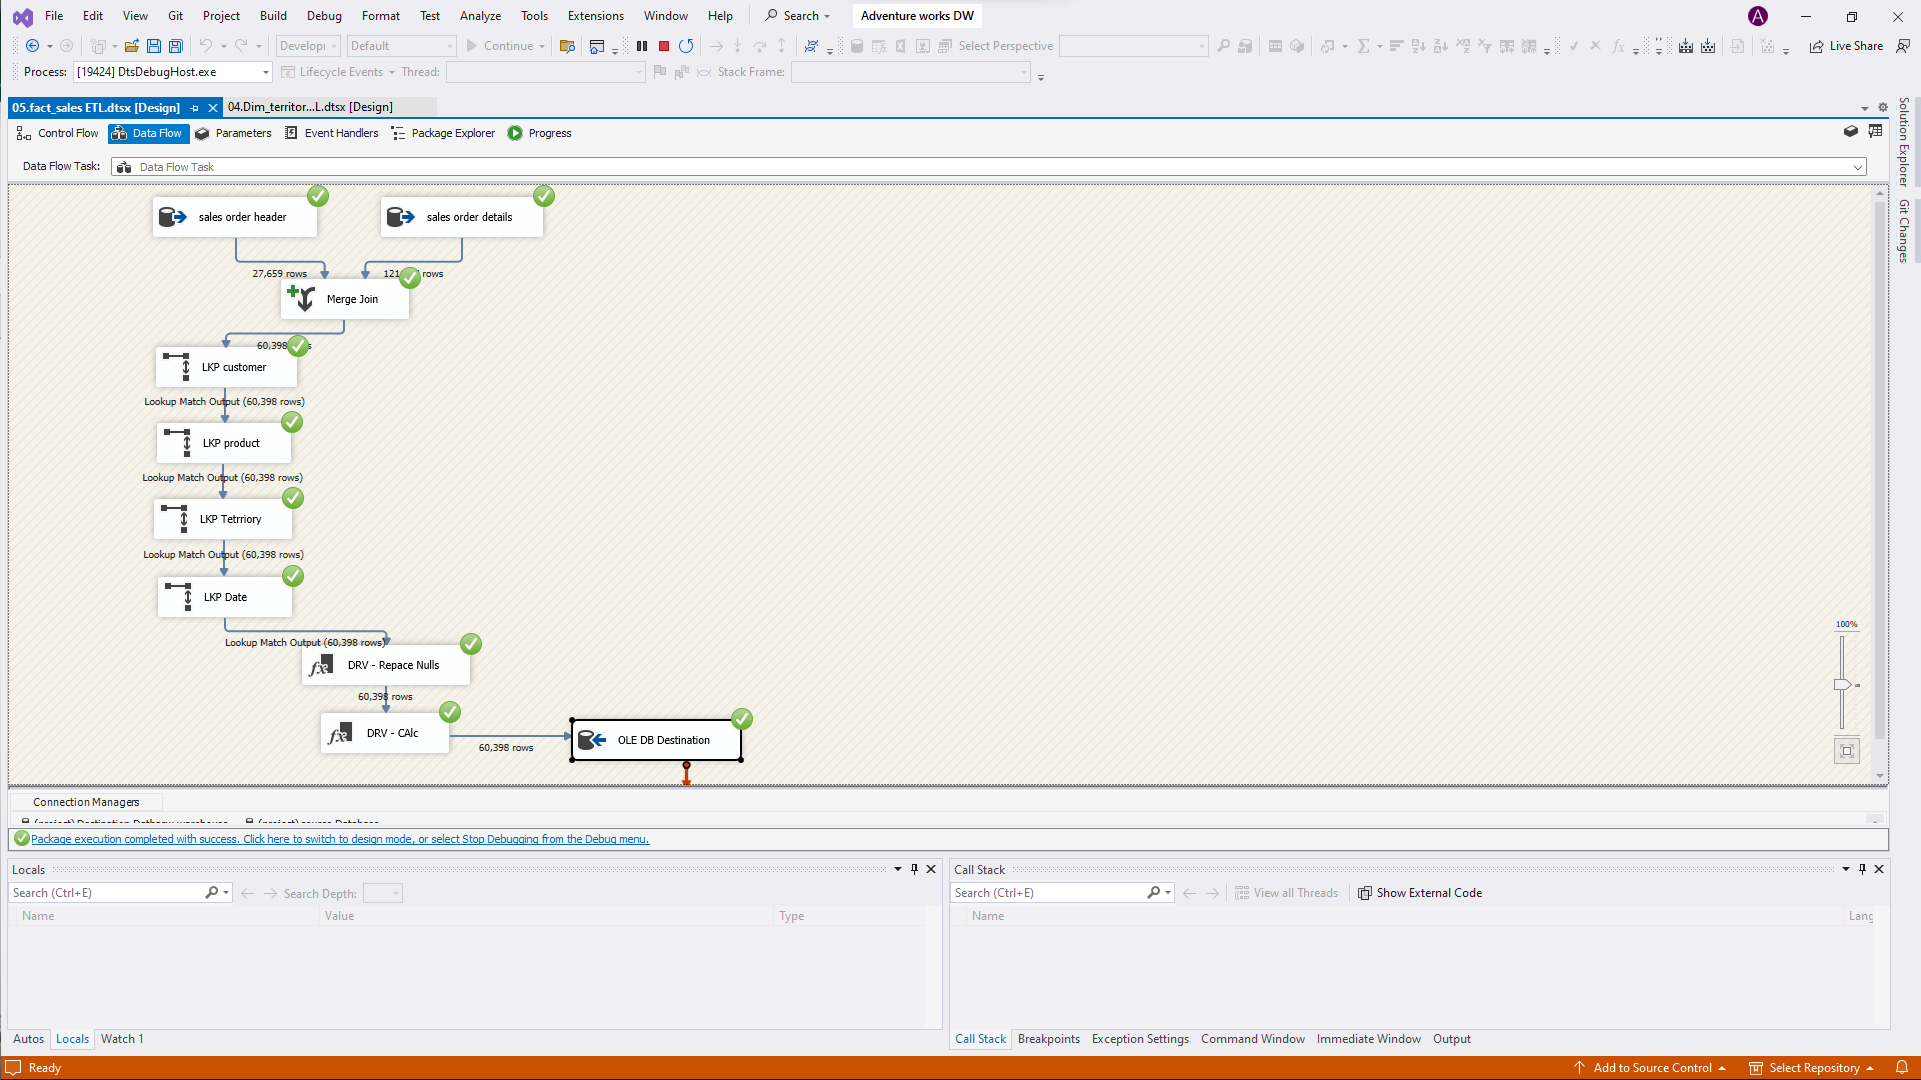 File Edit View Git Project Build Debug Format Test Analyze Tools Extensions Window Help Search Adventure works DW A
Develop Default Continue Select Perspective Live Share
Process: [19424] DtsDebugHost.exe Lifecycle Events Thread: Stack Frame:
05.fact_sales ETL.dtsx [Design] 04.Dim_territor...L.dtsx [Design]
Control Flow Data Flow Parameters Event Handlers Package Explorer Progress
Data Flow Task: Data Flow Task
Solution Explorer
Git Changes
sales order header sales order details
27,659 rows 121 rows
Merge Join
60,398 s
LKP customer
Lookup Match Output (60,398 rows)
LKP product
Lookup Match Output (60,398 rows)
LKP Tetrriory
Lookup Match Output (60,398 rows)
LKP Date
Lookup Match Output (60,398 rows)
DRV - Repace Nulls
60,398 rows
DRV - CAlc
60,398 rows
OLE DB Destination
100%
Connection Managers
(project) source Database
Package execution completed with success. Click here to switch to design mode, or select Stop Debugging from the Debug menu.
Locals
Search (Ctrl+E) Search Depth:
Name Value Type
Autos Locals Watch 1
Call Stack
Search (Ctrl+E) View all Threads Show External Code
Name Lang
Call Stack Breakpoints Exception Settings Command Window Immediate Window Output
Ready Add to Source Control Select Repository